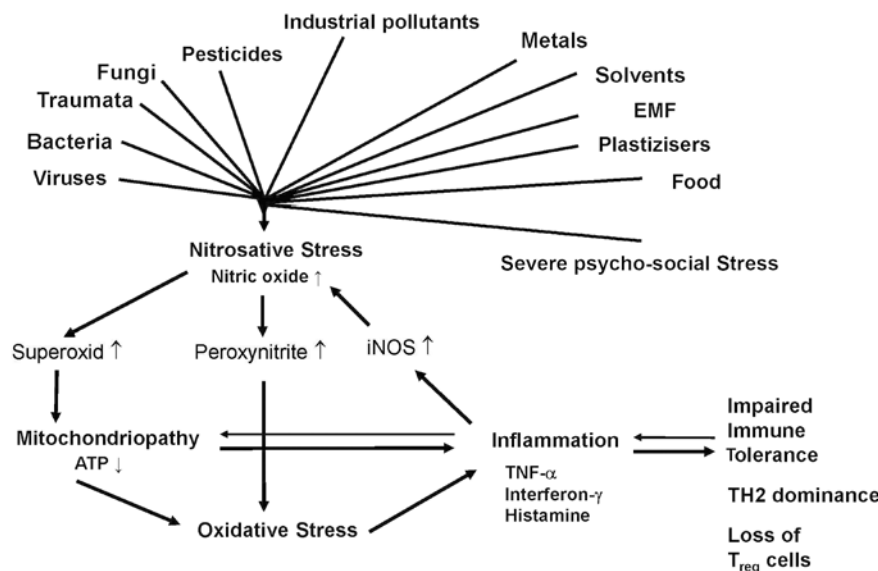 Industrial pollutants
Pesticides
Metals
Fungi
Solvents
Traumata
EMF
Bacteria
Plastizisers
Viruses
Food
Nitrosative Stress
Severe psycho-social Stress
Nitric oxide ↑
Superoxid ↑
Peroxynitrite ↑
iNOS ↑
Impaired
Immune
Tolerance
Mitochondriopathy
ATP ↓
Inflammation
TNF-α
Interferon-γ
Histamine
TH2 dominance
Oxidative Stress
Loss of
Treg cells